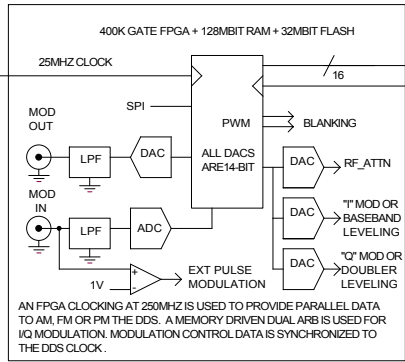 400K GATE FPGA + 128MBIT RAM + 32MBIT FLASH
25MHZ CLOCK
16
SPI
MOD
OUT
PWM
BLANKING
LPF
DAC
ALL DACS
ARE14-BIT
DAC
RF_ATTN
MOD
IN
LPF
ADC
DAC
"I" MOD OR
BASEBAND
LEVELING
1V
+
-
EXT PULSE
MODULATION
DAC
"Q" MOD OR
DOUBLER
LEVELING
AN FPGA CLOCKING AT 250MHZ IS USED TO PROVIDE PARALLEL DATA
TO AM, FM OR PM THE DDS. A MEMORY DRIVEN DUAL ARB IS USED FOR
I/Q MODULATION. MODULATION CONTROL DATA IS SYNCHRONIZED TO
THE DDS CLOCK .